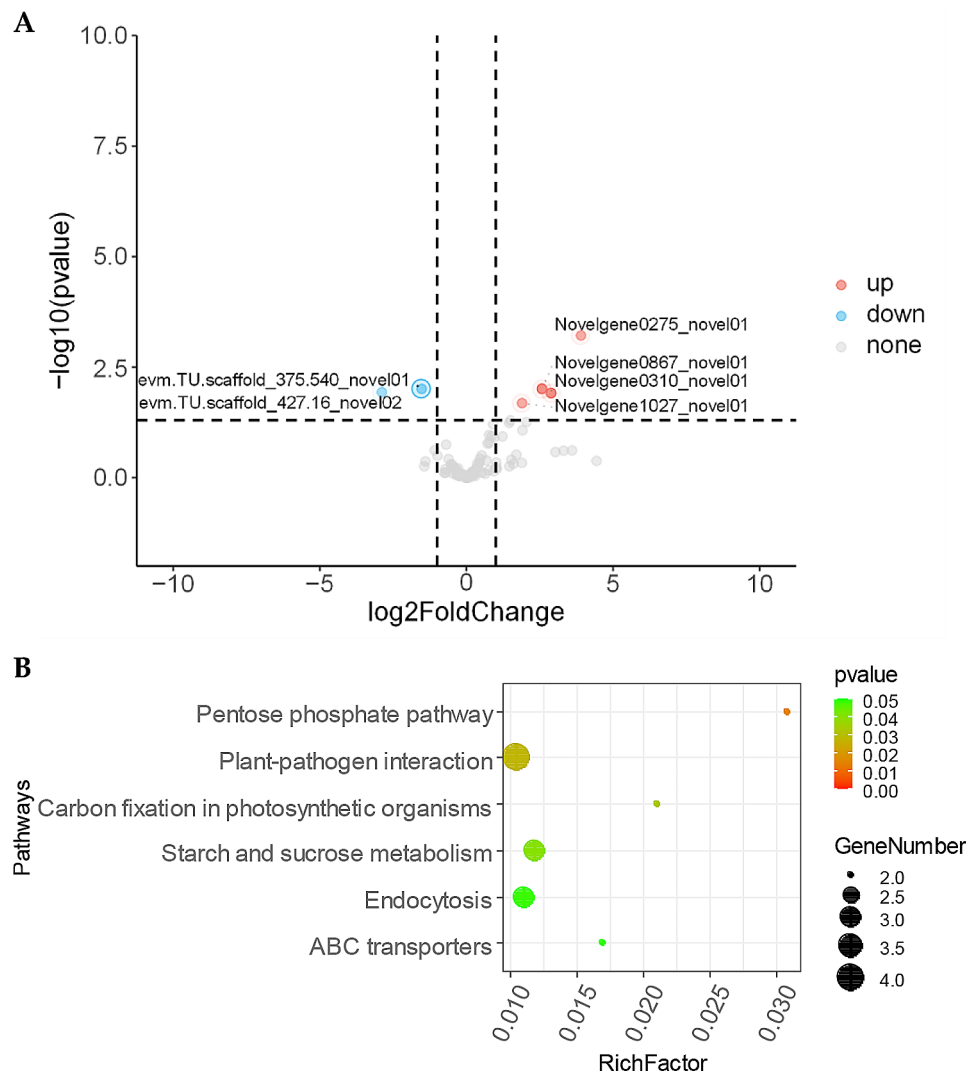 A
10.0
7.5
5.0
2.5
0.0
−log10(pvalue)
Novelgene0275_novel01
Novelgene0867_novel01
Novelgene0310_novel01
Novelgene1027_novel01
evm.TU.scaffold_375.540_novel01
evm.TU.scaffold_427.16_novel02
up
down
none
−10
−5
0
5
10
log2FoldChange
B
Pathways
Pentose phosphate pathway
Plant-pathogen interaction
Carbon fixation in photosynthetic organisms
Starch and sucrose metabolism
Endocytosis
ABC transporters
0.010
0.015
0.020
0.025
0.030
RichFactor
pvalue
0.05
0.04
0.03
0.02
0.01
0.00
GeneNumber
2.0
2.5
3.0
3.5
4.0